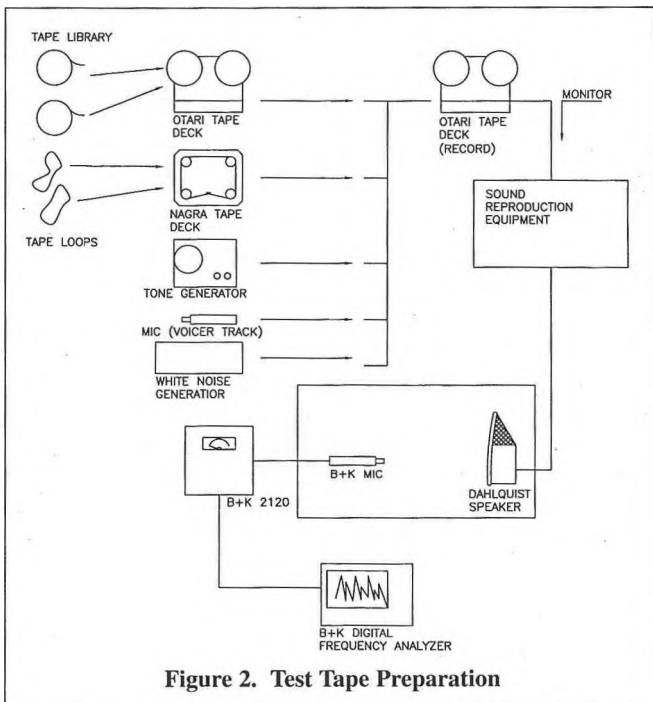 TAPE LIBRARY
OTARI TAPE
DECK
OTARI TAPE
DECK
(RECORD)
MONITOR
SOUND
REPRODUCTION
EQUIPMENT
TAPE LOOPS
NAGRA TAPE
DECK
TONE GENERATOR
MIC (VOICER TRACK)
WHITE NOISE
GENERATIOR
B+K 2120
B+K MIC
DAHLQUIST
SPEAKER
B+K DIGITAL
FREQUENCY ANALYZER
Figure 2. Test Tape Preparation